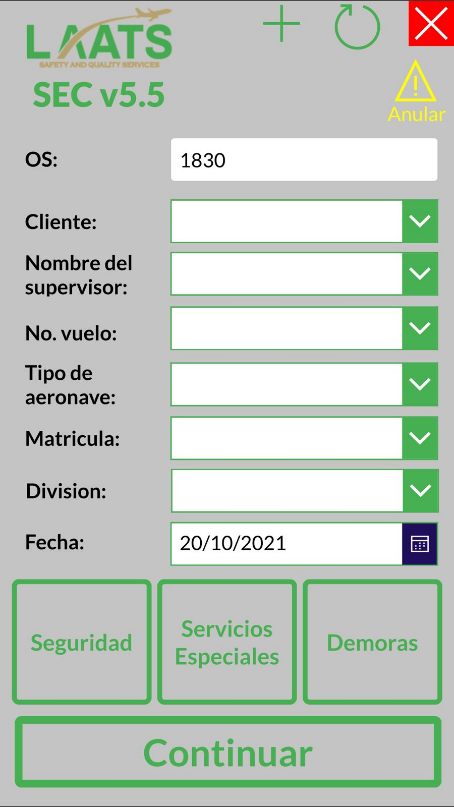 LAATS
SAFETY AND QUALITY SERVICES
SEC v5.5
Anular
OS:
1830
Cliente:
Nombre del
supervisor:
No. vuelo:
Tipo de
aeronave:
Matricula:
Division:
Fecha:
20/10/2021
Seguridad
Servicios
Especiales
Demoras
Continuar